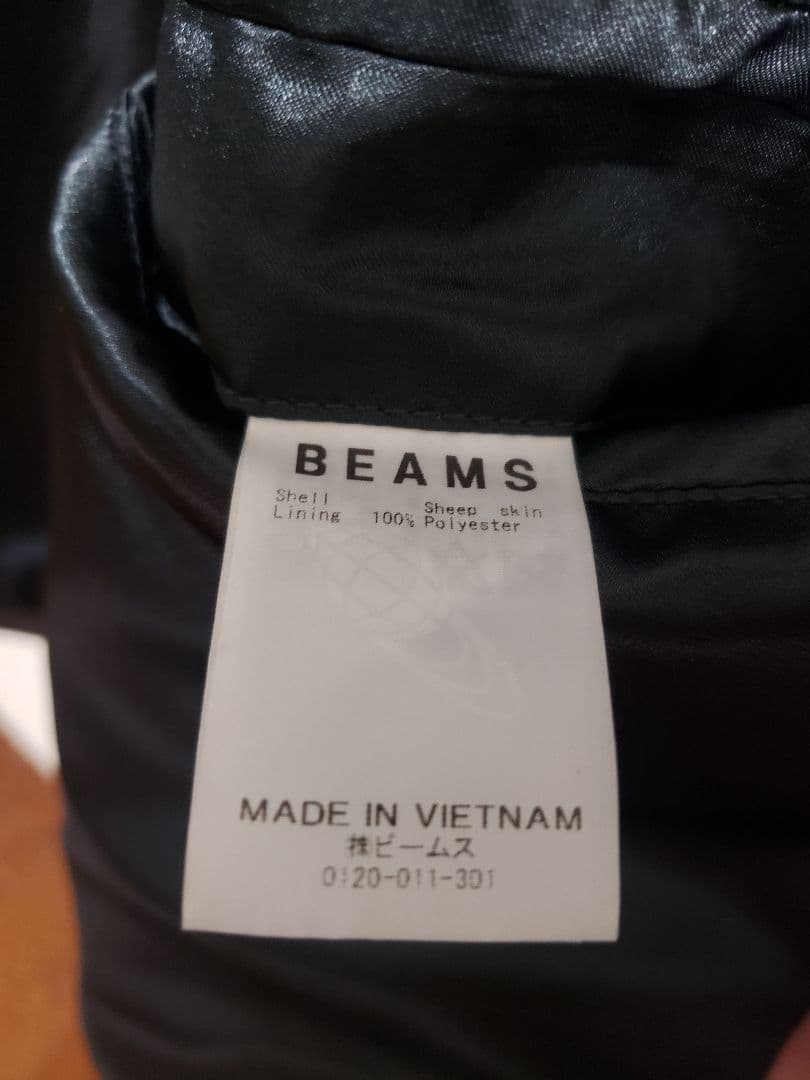 BEAMS
Shell Sheep skin
Lining 100% Polyester
MADE IN VIETNAM
株ビームス
0120-011-301